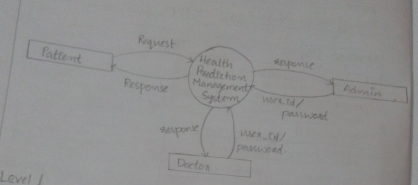 Request
Patient
Response
Health
Prediction
Management
System
Response
user_id/
password
Admin
Response
user_id/
password
Doctor
Level 1